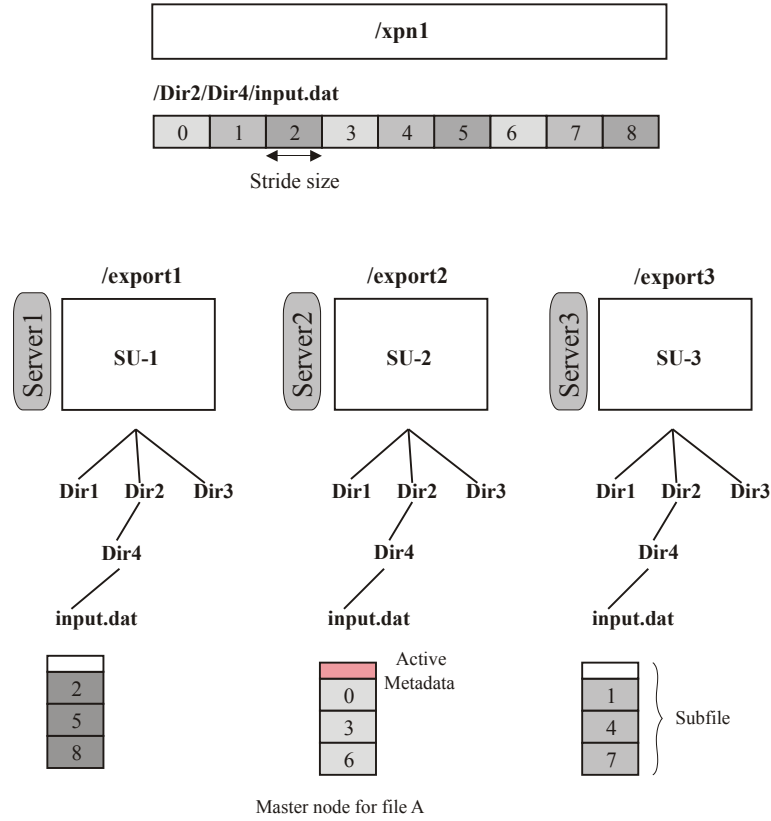 /xpn1
/Dir2/Dir4/input.dat
0 1 2 3 4 5 6 7 8
Stride size
/export1 /export2 /export3
Server1 SU-1 Server2 SU-2 Server3 SU-3
Dir1 Dir2 Dir3 Dir1 Dir2 Dir3 Dir1 Dir2 Dir3
Dir4 Dir4 Dir4
input.dat input.dat input.dat
Active
Metadata
2 0 1
5 3 4 Subfile
8 6 7
Master node for file A